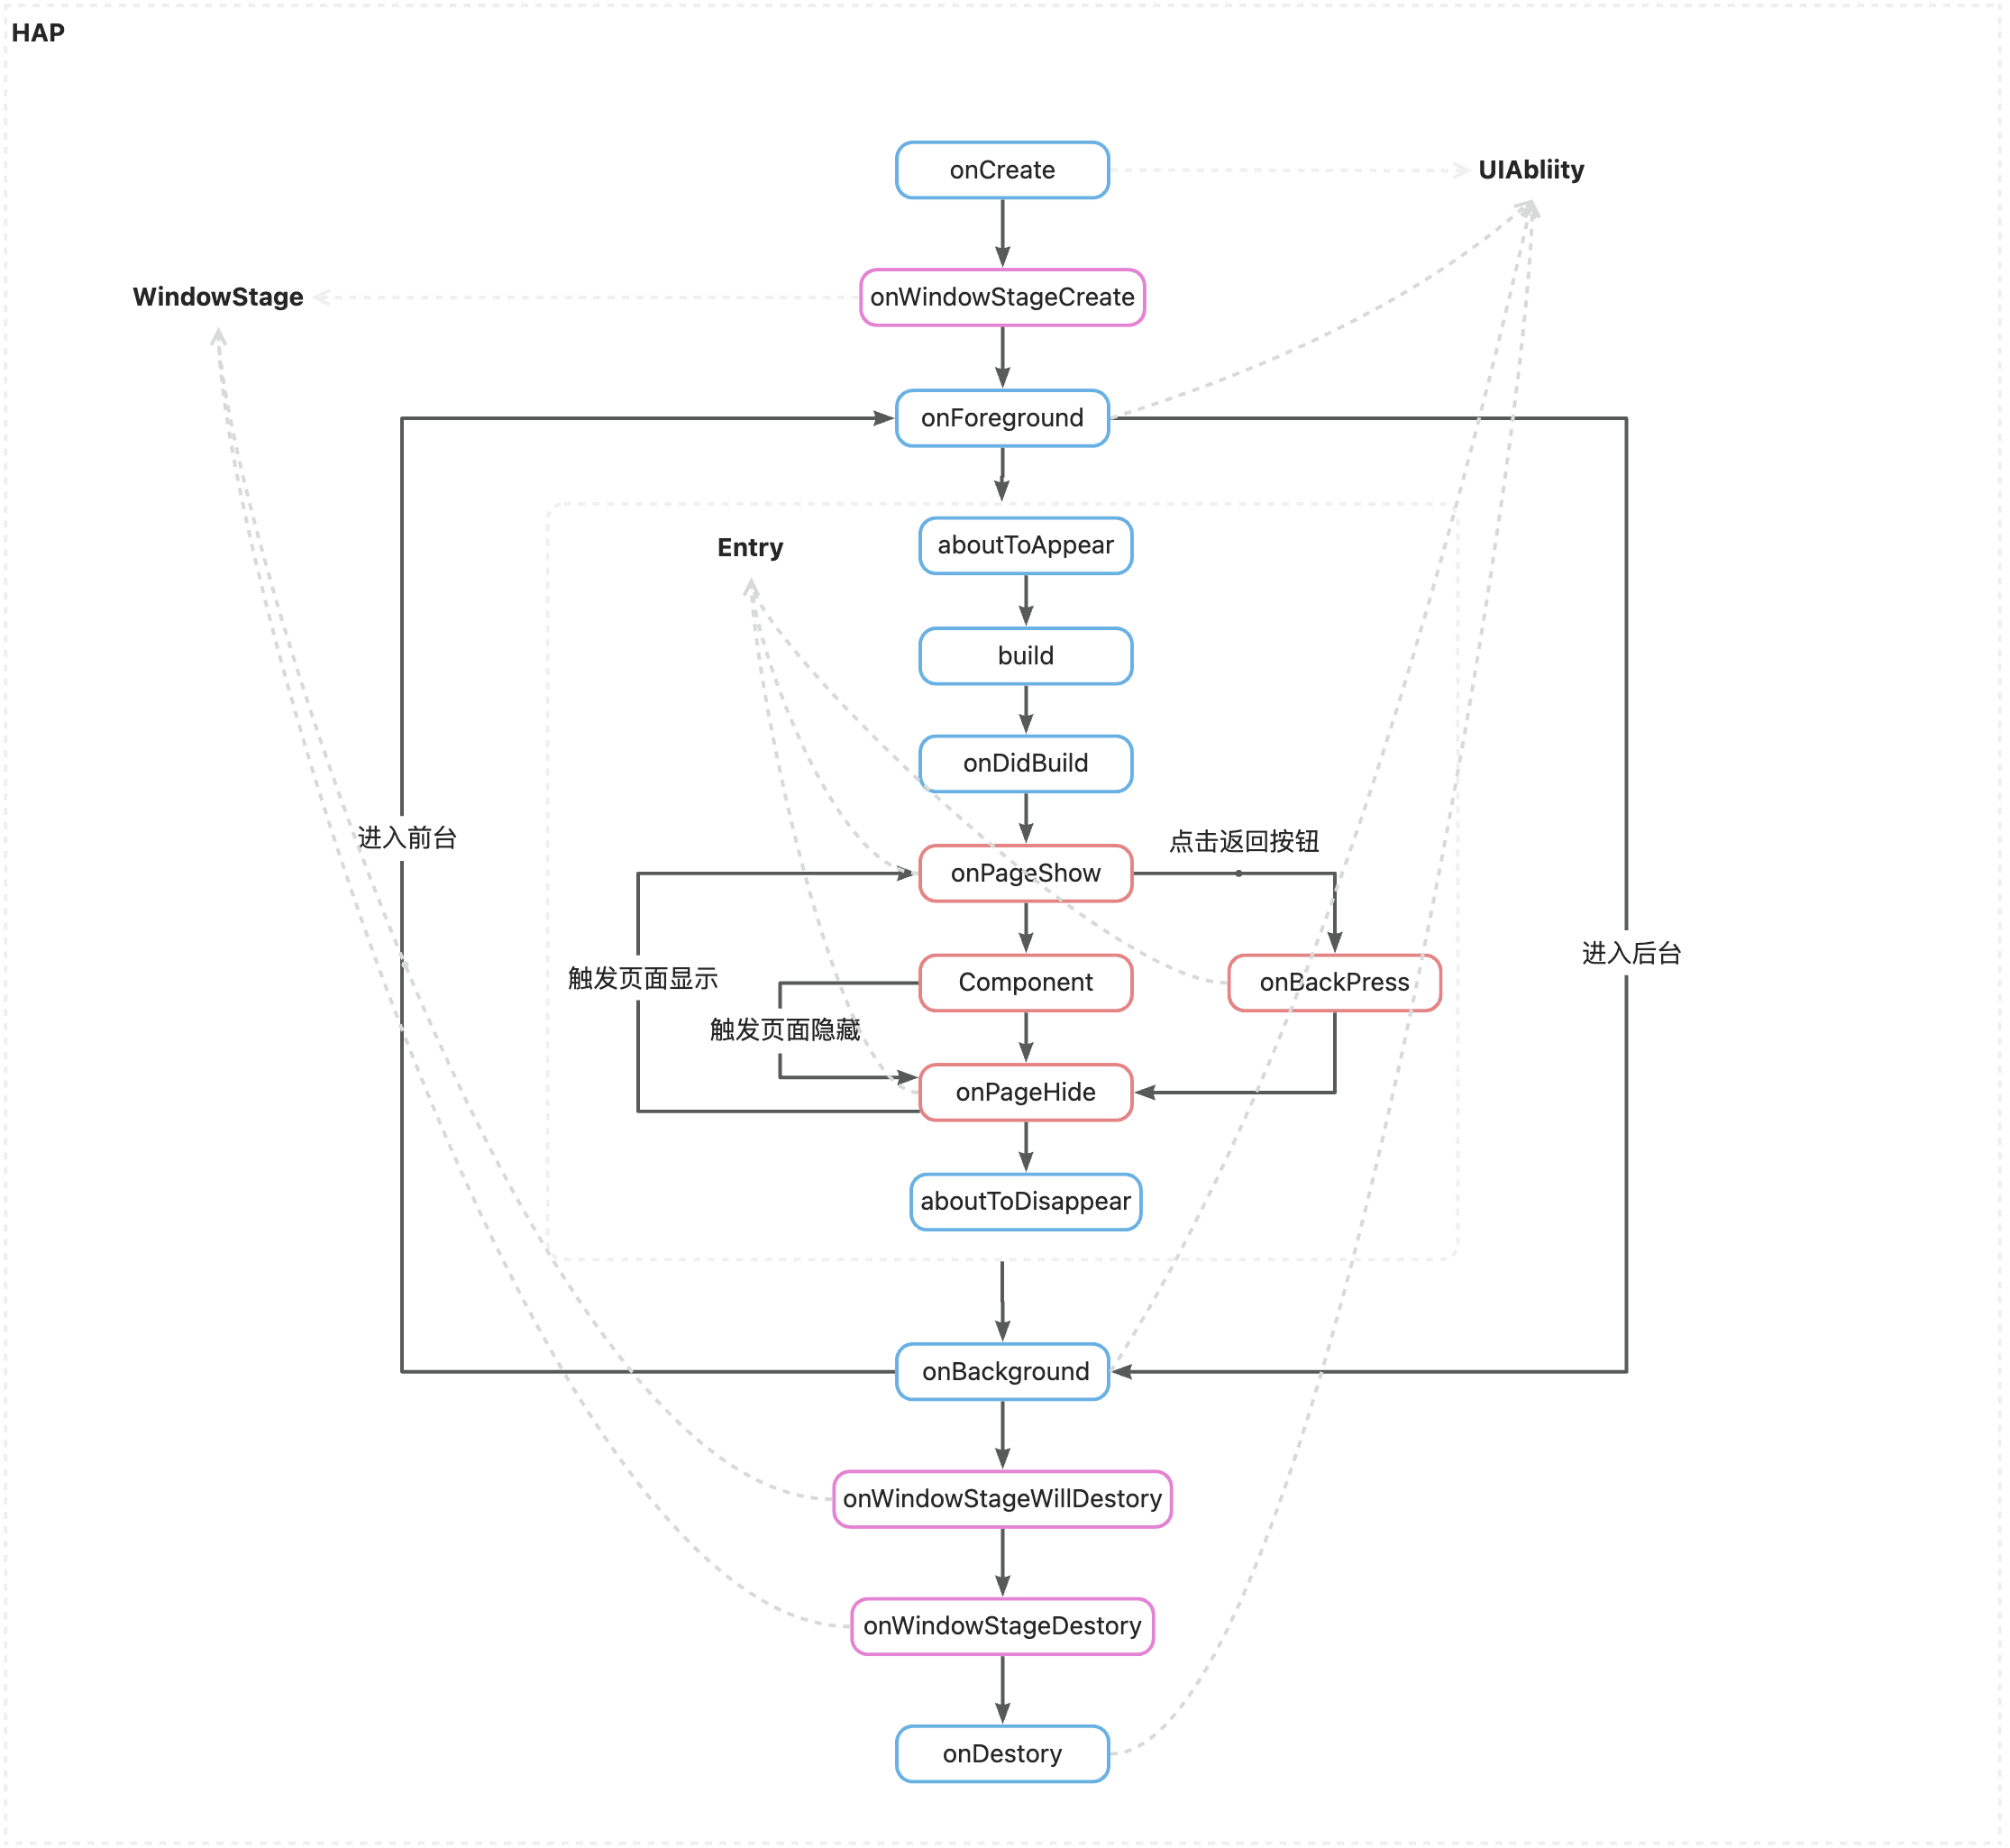 HAP
onCreate
UIAbliity
WindowStage
onWindowStageCreate
onForeground
Entry
aboutToAppear
build
onDidBuild
进入前台
点击返回按钮
onPageShow
进入后台
触发页面显示
Component
onBackPress
触发页面隐藏
onPageHide
aboutToDisappear
onBackground
onWindowStageWillDestory
onWindowStageDestory
onDestory